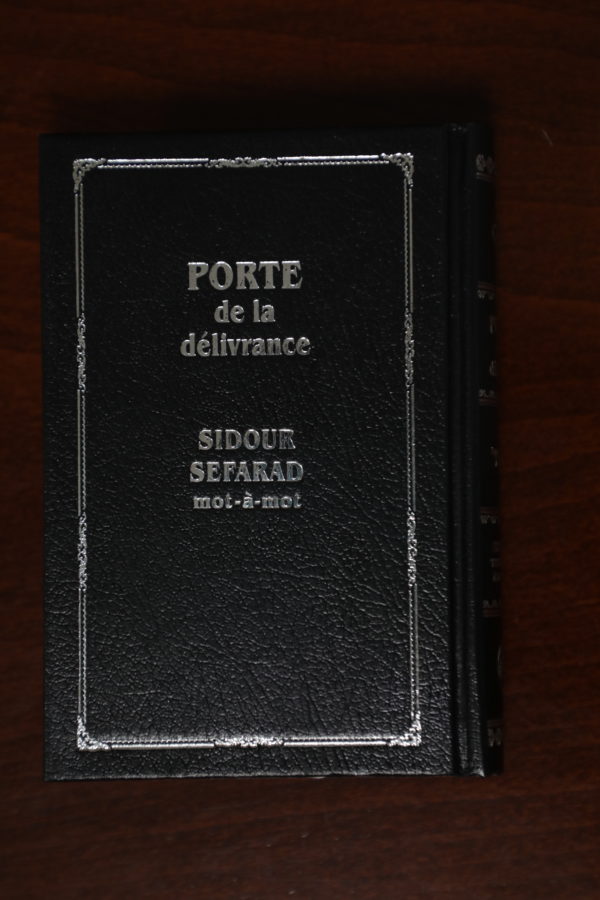 PORTE
de la
délivrance
SIDOUR
SEFARAD
mot-à-mot